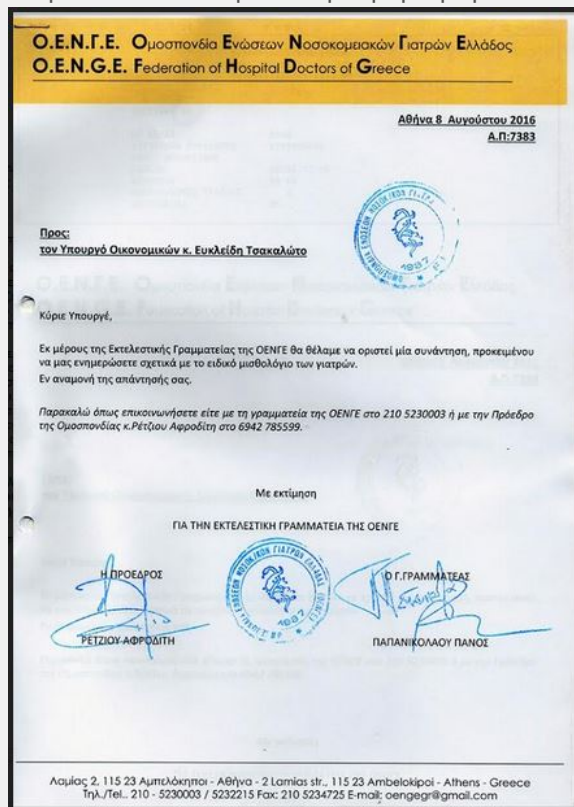 Ο.Ε.Ν.Γ.Ε. Ομοσπονδία Ενώσεων Νοσοκομειακών Γιατρών Ελλάδος
O.E.N.G.E. Federation of Hospital Doctors of Greece
Αθήνα 8 Αυγούστου 2016
Α.Π:7383
Προς:
τον Υπουργό Οικονομικών κ. Ευκλείδη Τσακαλώτο
Κύριε Υπουργέ,
Εκ μέρους της Εκτελεστικής Γραμματείας της ΟΕΝΓΕ θα θέλαμε να οριστεί μία συνάντηση, προκειμένου
να μας ενημερώσετε σχετικά με το ειδικό μισθολόγιο των γιατρών.
Εν αναμονή της απάντησής σας.
Παρακαλώ όπως επικοινωνήσετε είτε με τη γραμματεία της ΟΕΝΓΕ στο 210 5230003 ή με την Πρόεδρο
της Ομοσπονδίας κ.Ρέτζιου Αφροδίτη στο 6942 785599.
Με εκτίμηση
ΓΙΑ ΤΗΝ ΕΚΤΕΛΕΣΤΙΚΗ ΓΡΑΜΜΑΤΕΙΑ ΤΗΣ ΟΕΝΓΕ
Η ΠΡΟΕΔΡΟΣ
Ο Γ.ΓΡΑΜΜΑΤΕΑΣ
1987
ΡΕΤΖΙΟΥ ΑΦΡΟΔΙΤΗ
ΠΑΠΑΝΙΚΟΛΑΟΥ ΠΑΝΟΣ
Λαμίας 2, 115 23 Αμπελόκηποι - Αθήνα - 2 Lamias str., 115 23 Ambelokipoi - Athens - Greece
Τηλ./Tel.. 210 - 5230003 / 5232215 Fax: 210 5234725 E-mail: oengegr@gmail.com